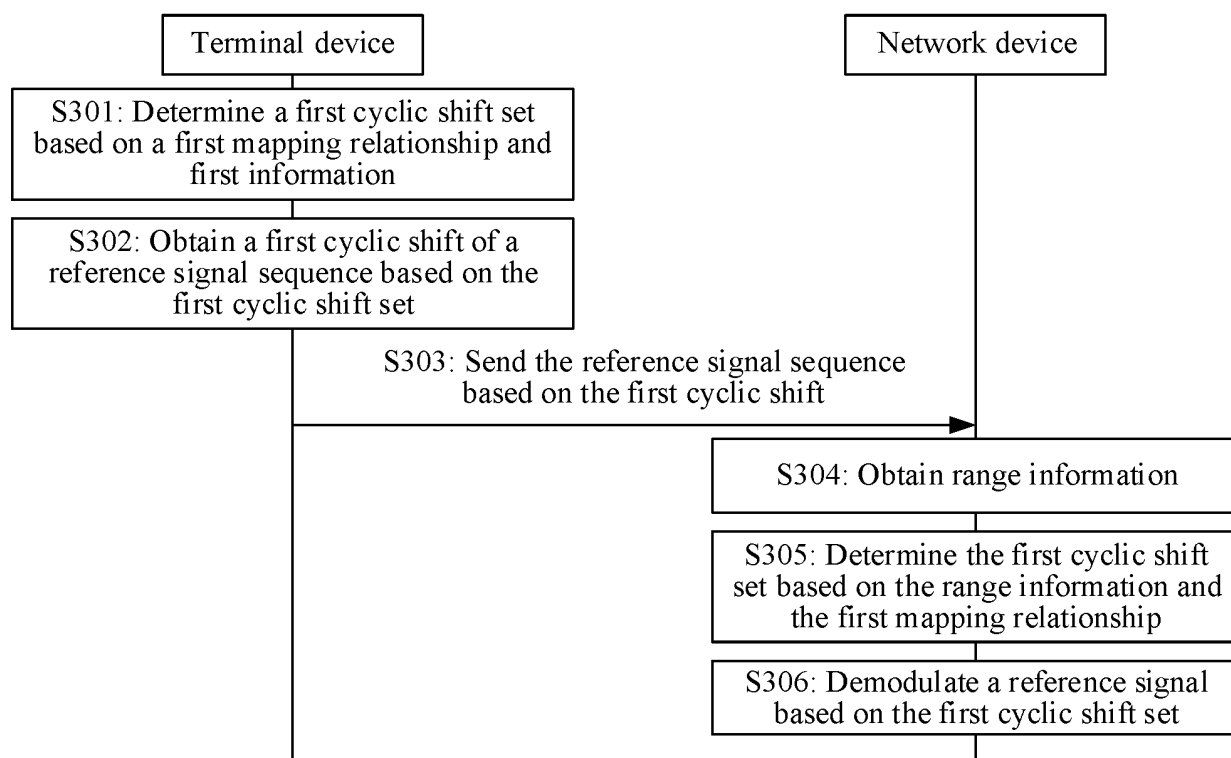 Terminal device
Network device
S301: Determine a first cyclic shift set
based on a first mapping relationship and
first information
S302: Obtain a first cyclic shift of a
reference signal sequence based on the
first cyclic shift set
S303: Send the reference signal sequence
based on the first cyclic shift
S304: Obtain range information
S305: Determine the first cyclic shift
set based on the range information and
the first mapping relationship
S306: Demodulate a reference signal
based on the first cyclic shift set